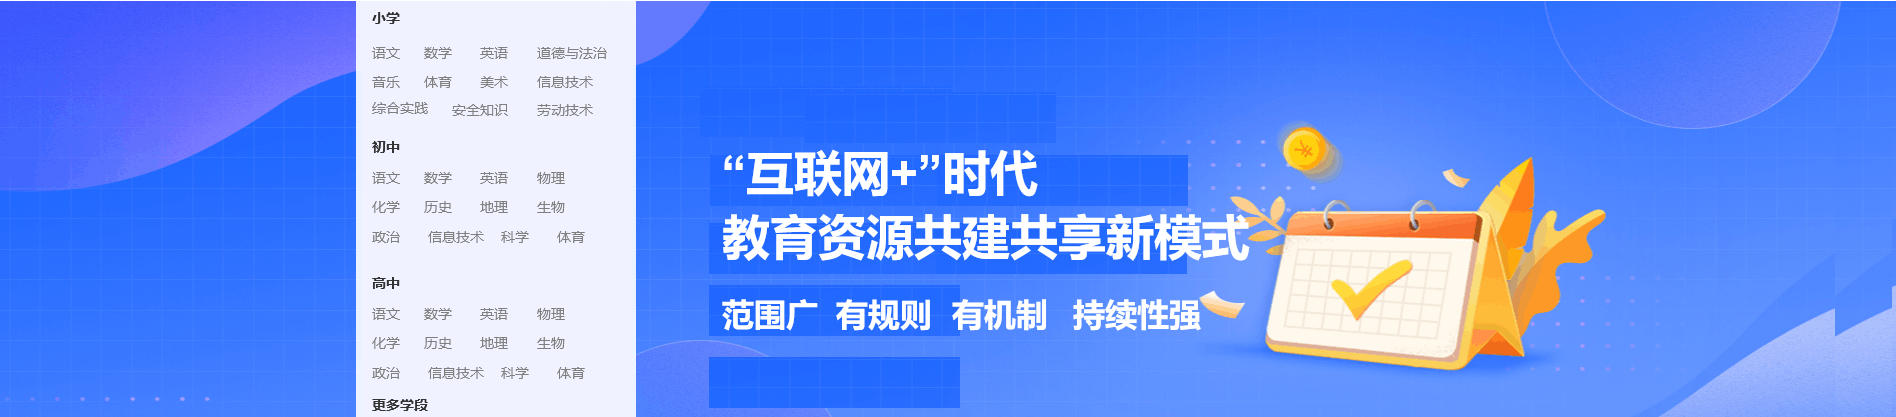 小学
语文 数学 英语 道德与法治
音乐 体育 美术 信息技术
综合实践 安全知识 劳动技术
初中
语文 数学 英语 物理
化学 历史 地理 生物
政治 信息技术 科学 体育
高中
语文 数学 英语 物理
化学 历史 地理 生物
政治 信息技术 科学 体育
更多学段
“互联网+”时代
教育资源共建共享新模式
范围广 有规则 有机制 持续性强